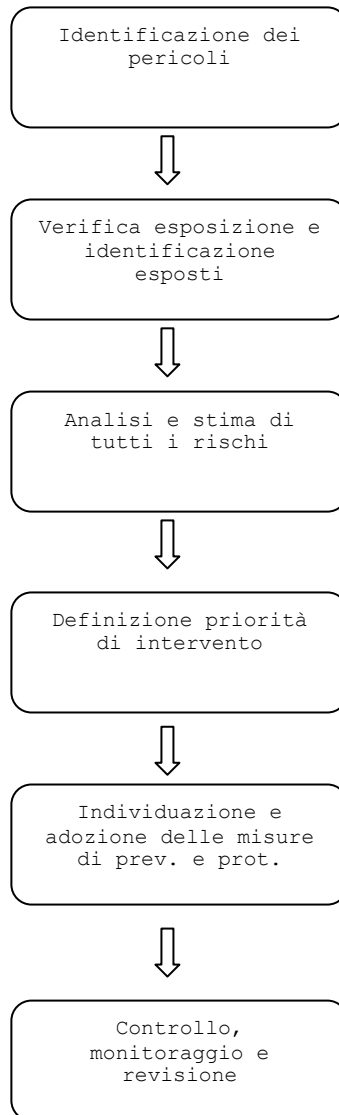 Identificazione dei
pericoli
Verifica esposizione e
identificazione
esposti
Analisi e stima di
tutti i rischi
Definizione priorità
di intervento
Individuazione e
adozione delle misure
di prev. e prot.
Controllo,
monitoraggio e
revisione